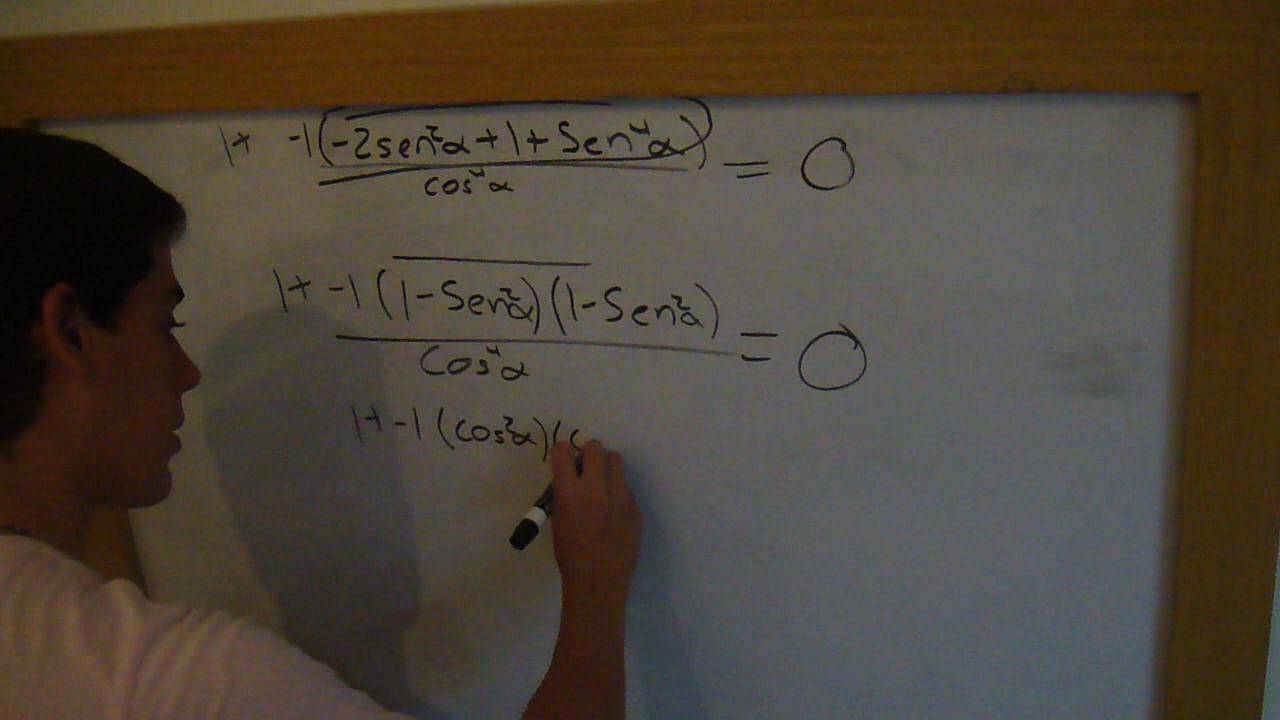 1+ -1(-2sen²α+1+Sen⁴α) = 0
cos⁴α
1+ -1(1-Sen²α)(1-Sen²α) = 0
Cos⁴α
1+ -1(cos²α)(c